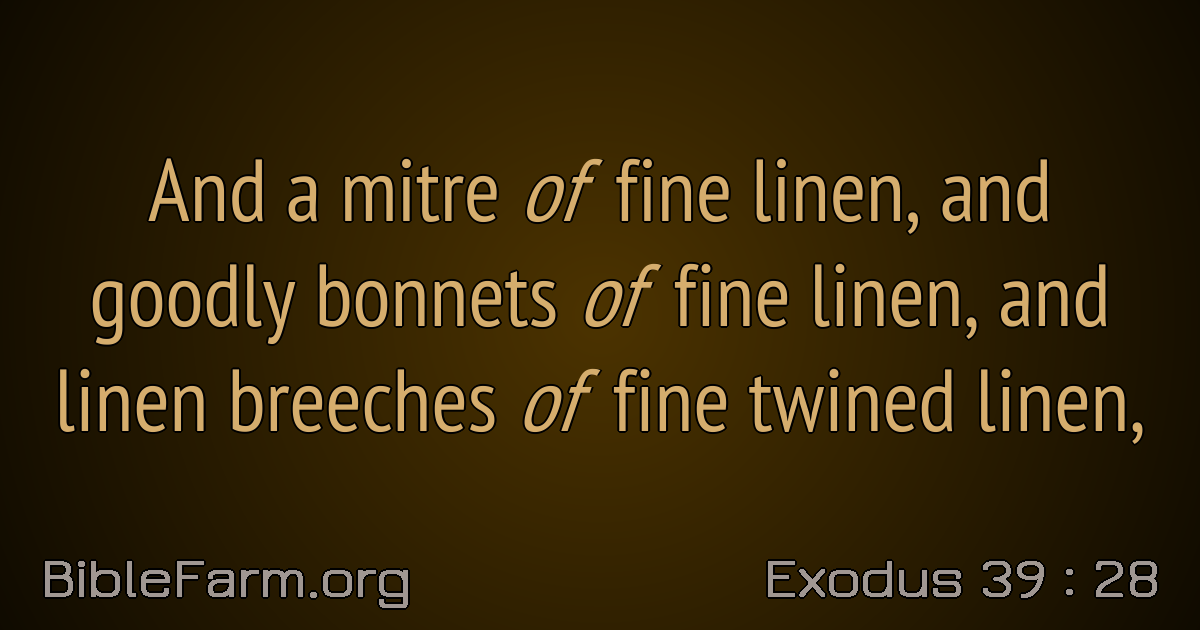 And a mitre of fine linen, and
goodly bonnets of fine linen, and
linen breeches of fine twined linen,
BibleFarm.org
Exodus 39 : 28